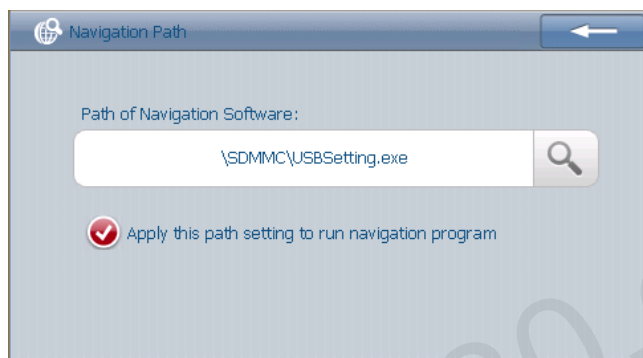 Navigation Path
Path of Navigation Software:
\SDMMC\USBSetting.exe
Apply this path setting to run navigation program